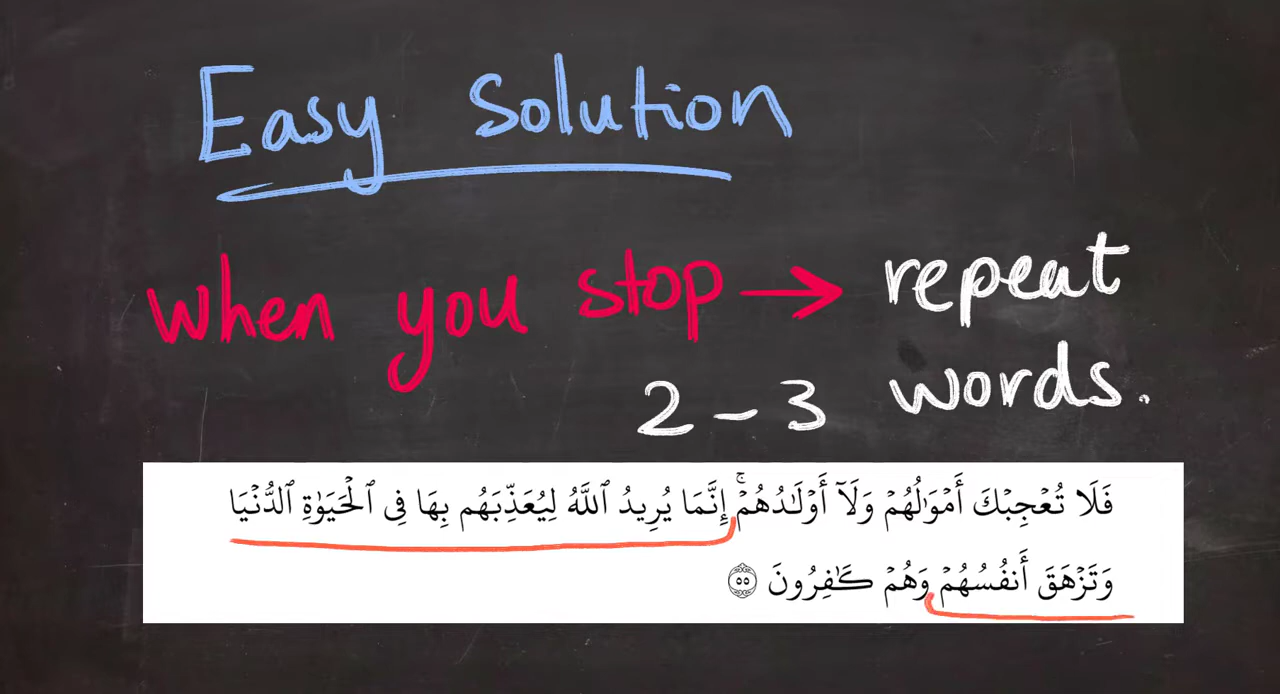 Easy solution
when you stop → repeat
2 - 3 words.
فَلَا تُعْجِبْكَ أَمْوَٰلُهُمْ وَلَآ أَوْلَـٰدُهُمْ ۚ إِنَّمَا يُرِيدُ ٱللَّهُ لِيُعَذِّبَهُم بِهَا فِى ٱلْحَيَوٰةِ ٱلدُّنْيَا
وَتَزْهَقَ أَنفُسُهُمْ وَهُمْ كَـٰفِرُونَ ۝٥٥